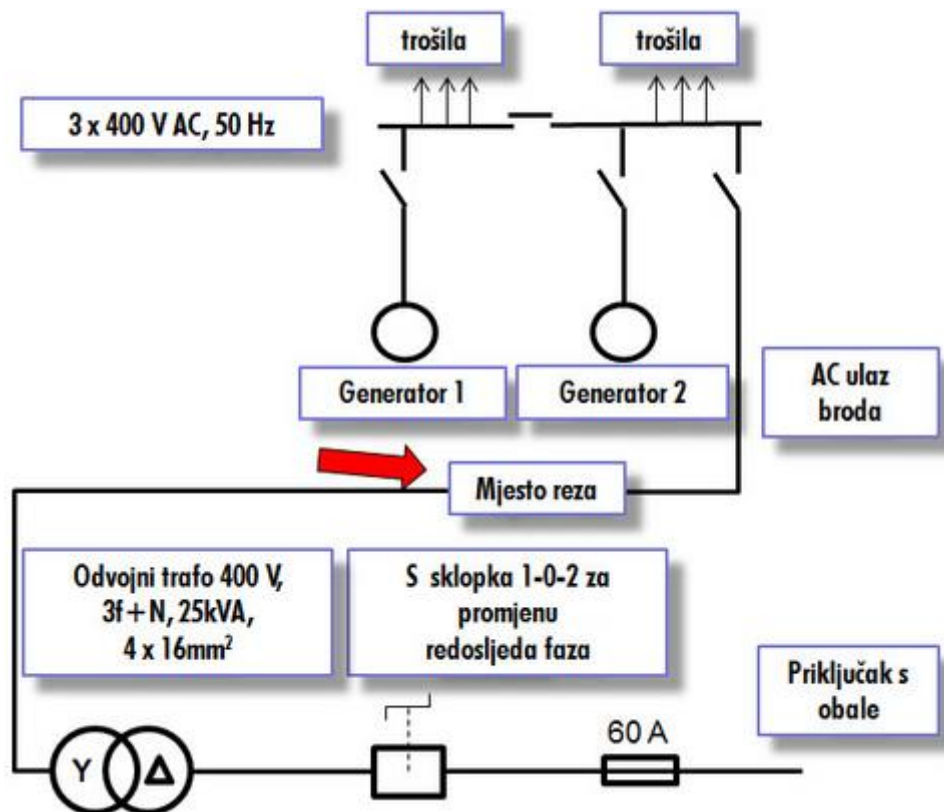 trošila
trošila
3 x 400 V AC, 50 Hz
Generator 1
Generator 2
AC ulaz
broda
Mjesto reza
Odvojni trafo 400 V,
3f+N, 25kVA,
4 x 16mm²
S sklopka 1-0-2 za
promjenu
redosljeda faza
Priključak s
obale
60 A
Y
Δ